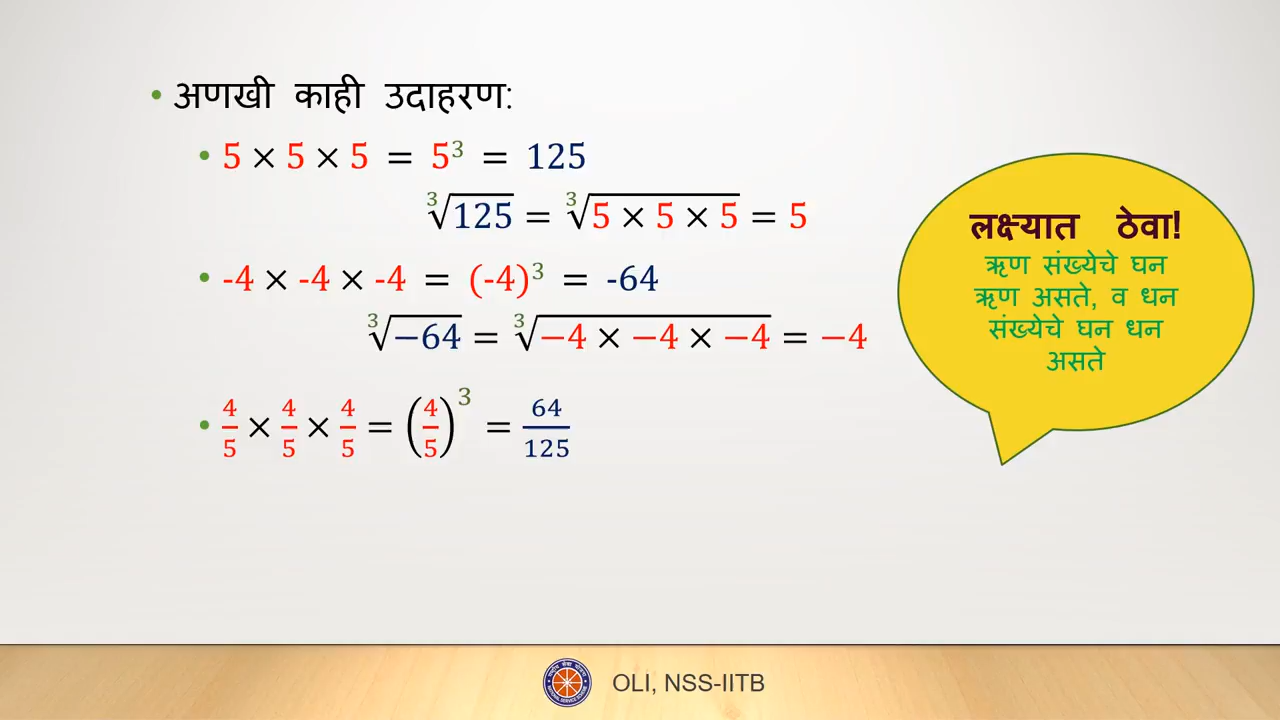 • अणखी काही उदाहरण:
• 5 × 5 × 5 = 5³ = 125
∛125 = ∛(5 × 5 × 5) = 5
• -4 × -4 × -4 = (-4)³ = -64
∛−64 = ∛(−4 × −4 × −4) = −4
• 4/5 × 4/5 × 4/5 = (4/5)³ = 64/125
लक्ष्यात ठेवा!
ऋण संख्येचे घन
ऋण असते, व धन
संख्येचे घन धन
असते
OLI, NSS-IITB